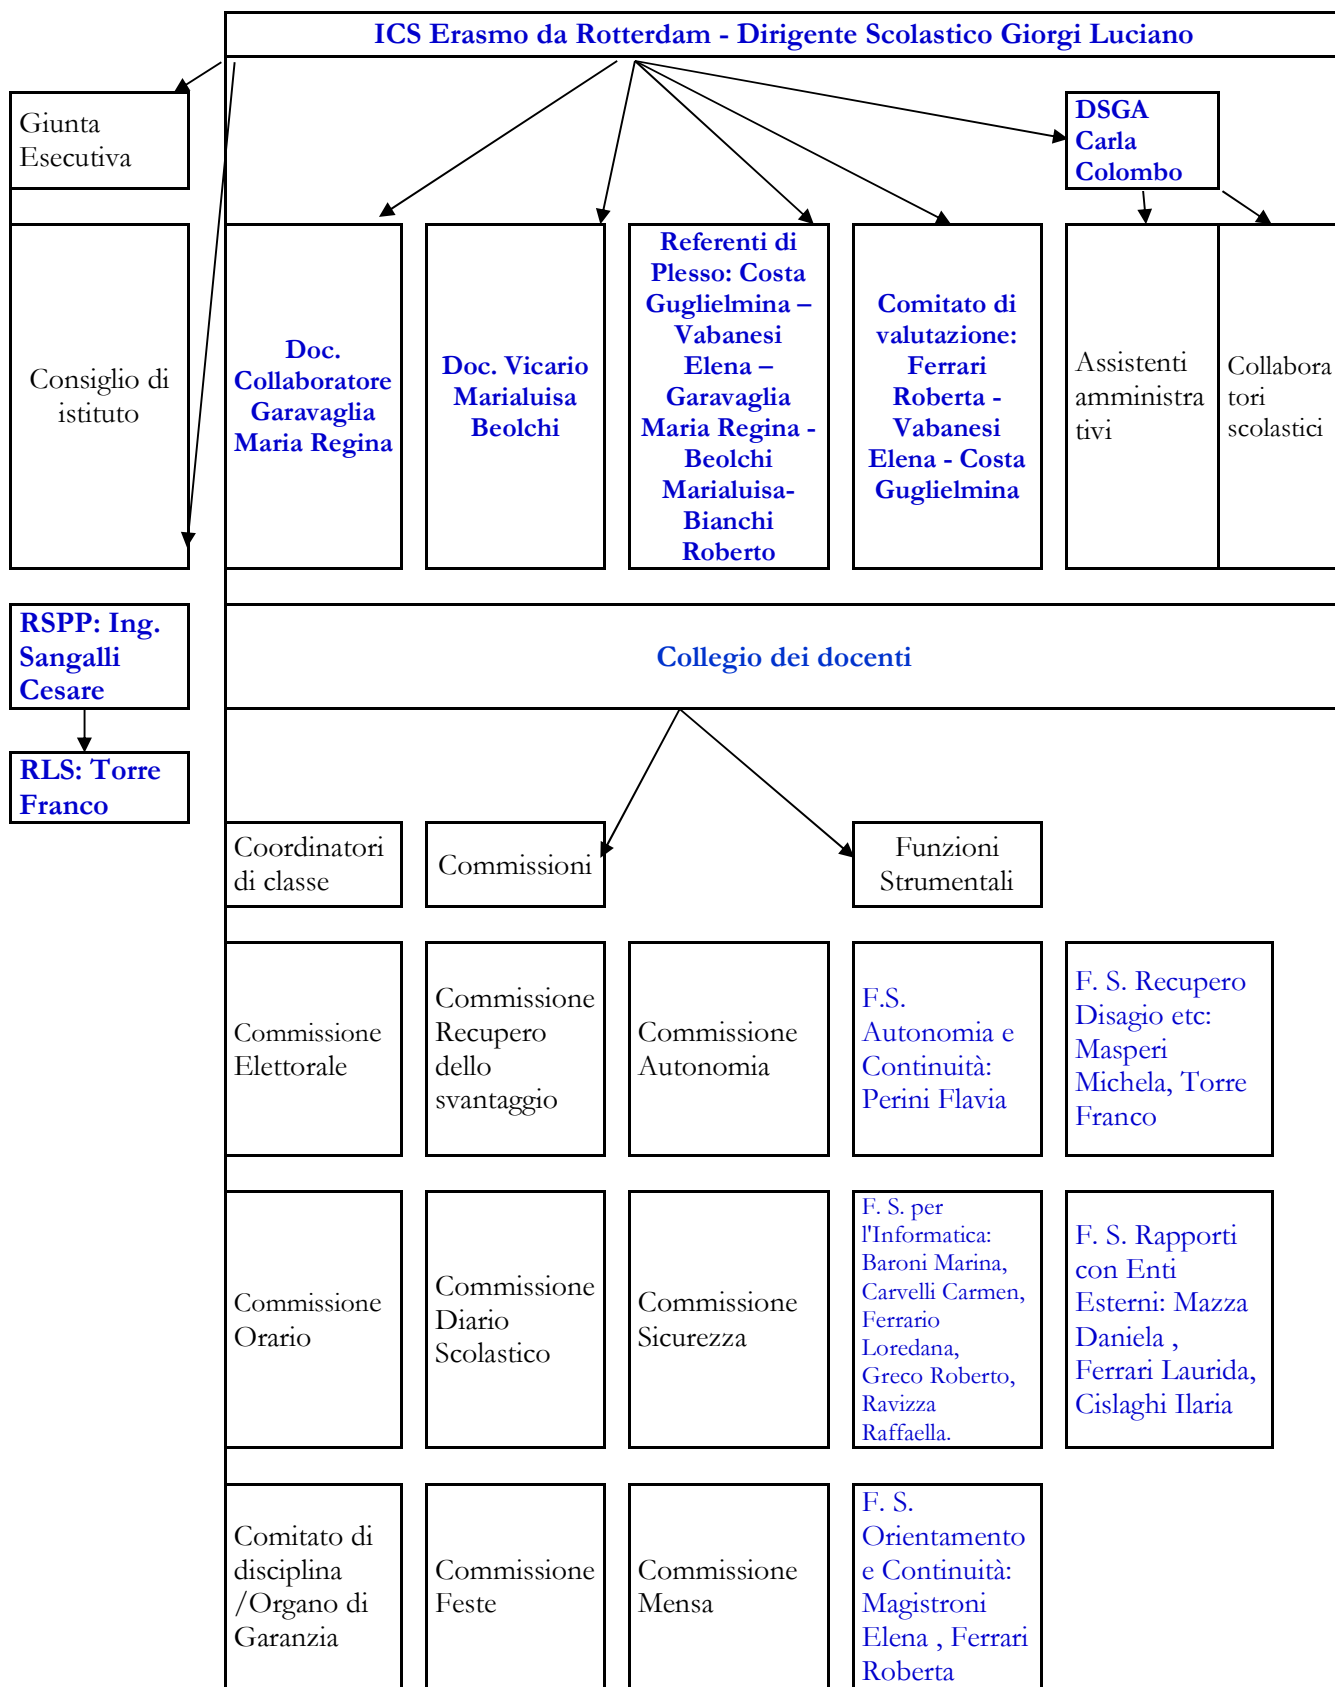 ICS Erasmo da Rotterdam - Dirigente Scolastico Giorgi Luciano
Giunta
Esecutiva
DSGA
Carla
Colombo
Consiglio di
istituto
Doc.
Collaboratore
Garavaglia
Maria Regina
Doc. Vicario
Marialuisa
Beolchi
Referenti di
Plesso: Costa
Guglielmina –
Vabanesi
Elena –
Garavaglia
Maria Regina -
Beolchi
Marialuisa-
Bianchi
Roberto
Comitato di
valutazione:
Ferrari
Roberta -
Vabanesi
Elena - Costa
Guglielmina
Assistenti
amministra
tivi
Collabora
tori
scolastici
RSPP: Ing.
Sangalli
Cesare
Collegio dei docenti
RLS: Torre
Franco
Coordinatori
di classe
Commissioni
Funzioni
Strumentali
Commissione
Elettorale
Commissione
Recupero
dello
svantaggio
Commissione
Autonomia
F.S.
Autonomia e
Continuità:
Perini Flavia
F. S. Recupero
Disagio etc:
Masperi
Michela, Torre
Franco
Commissione
Orario
Commissione
Diario
Scolastico
Commissione
Sicurezza
F. S. per
l'Informatica:
Baroni Marina,
Carvelli Carmen,
Ferrario
Loredana,
Greco Roberto,
Ravizza
Raffaella.
F. S. Rapporti
con Enti
Esterni: Mazza
Daniela ,
Ferrari Laurida,
Cislaghi Ilaria
Comitato di
disciplina
/Organo di
Garanzia
Commissione
Feste
Commissione
Mensa
F. S.
Orientamento
e Continuità:
Magistroni
Elena , Ferrari
Roberta